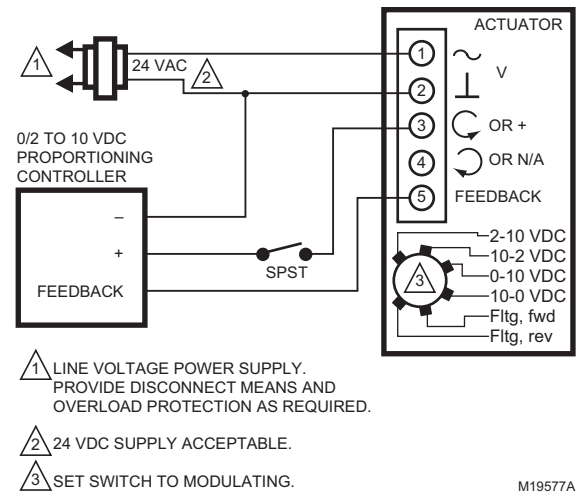 ACTUATOR
1
24 VAC
2
1
V
2
0/2 TO 10 VDC
PROPORTIONING
CONTROLLER
3
OR +
4
OR N/A
5
FEEDBACK
–
+
SPST
FEEDBACK
2-10 VDC
10-2 VDC
0-10 VDC
10-0 VDC
Fltg, fwd
Fltg, rev
3
1 LINE VOLTAGE POWER SUPPLY.
PROVIDE DISCONNECT MEANS AND
OVERLOAD PROTECTION AS REQUIRED.
2 24 VDC SUPPLY ACCEPTABLE.
3 SET SWITCH TO MODULATING.
M19577A